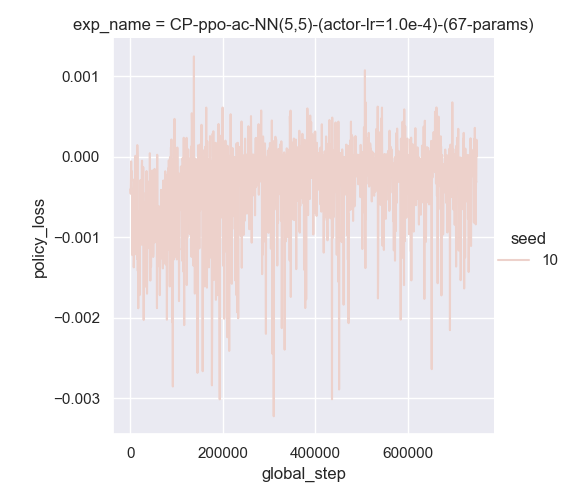 exp_name = CP-ppo-ac-NN(5,5)-(actor-lr=1.0e-4)-(67-params)
0.001
0.000
−0.001
−0.002
−0.003
policy_loss
0
200000
400000
600000
global_step
seed
10